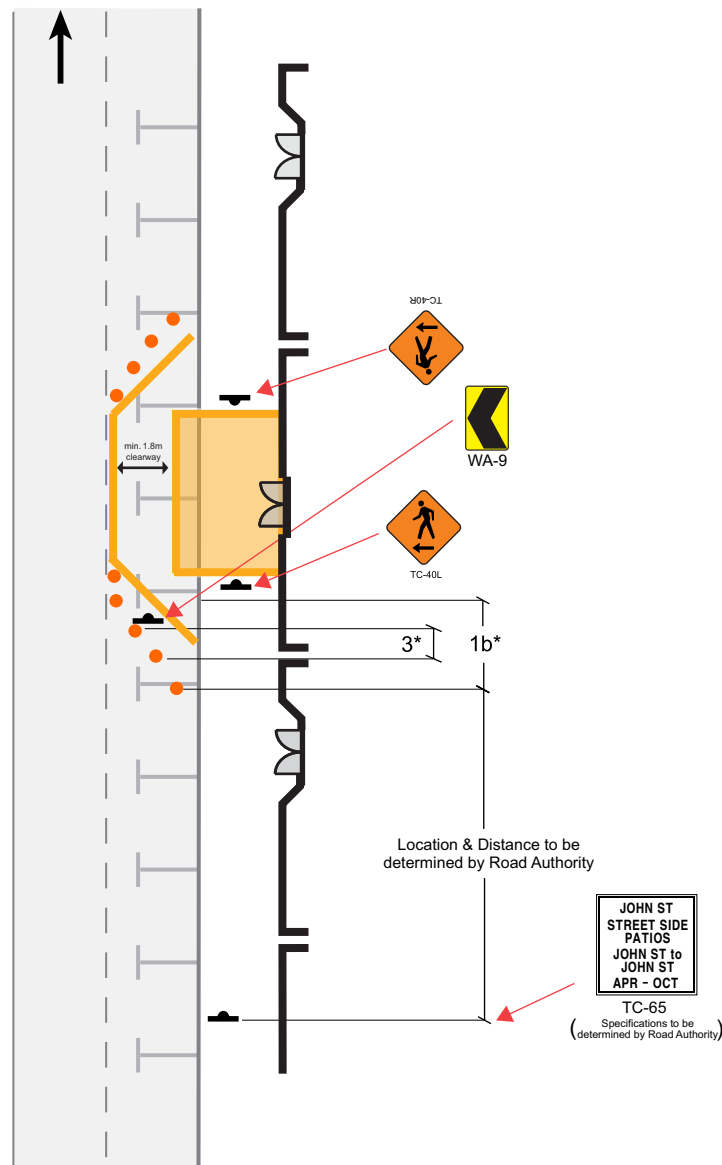 TC-40R
min. 1.8m
clearway
WA-9
TC-40L
3*
1b*
Location & Distance to be
determined by Road Authority
JOHN ST
STREET SIDE
PATIOS
JOHN ST to
JOHN ST
APR - OCT
TC-65
(Specifications to be
determined by Road Authority)